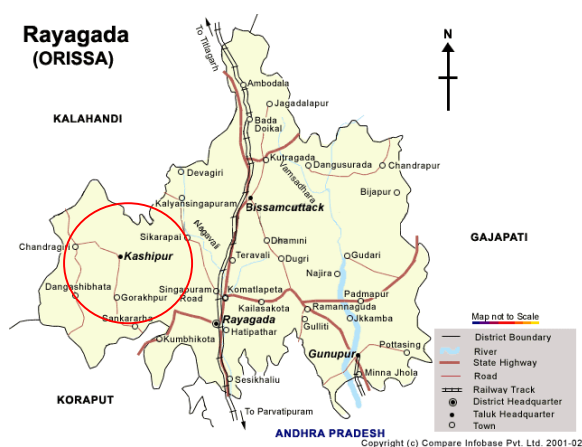 Rayagada
(ORISSA)
To Titlagarh
N
Ambodala
Jagadalapur
KALAHANDI
Bada
Doikal
Kutragada
Dangusurada
Chandrapur
Devagiri
Vamsadhara
Bijapur
Kalyansingapuram
Bissamcuttack
Nagavali
Sikarapai
Dhamni
GAJAPATI
Chandragiri
Kashipur
Teravali
Dugri
Gudari
Najira
Dangashibhata
Gorakhpur
Singapuram
Road
Komatlapeta
Padmapur
Kailasakota
Ramannaguda
Jkkamba
Sankaratha
Rayagada
Gulliti
Hatipathar
Kumbhikota
Gunupur
Pottasing
Minna Jhola
Sesikhaliu
KORAPUT
To Parvatipuram
ANDHRA PRADESH
Map not to Scale
District Boundary
River
State Highway
Road
Railway Track
District Headquarter
Taluk Headquarter
Town
Copyright (c) Compare Infobase Pvt. Ltd. 2001-02